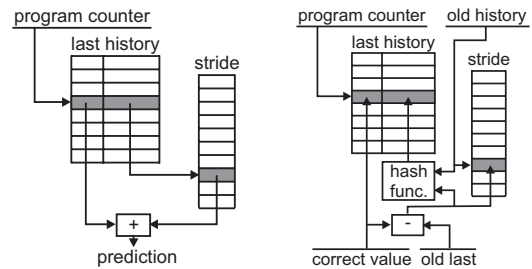 program counter
last history
stride
+
prediction
program counter
old history
last history
stride
hash
func.
-
correct value
old last